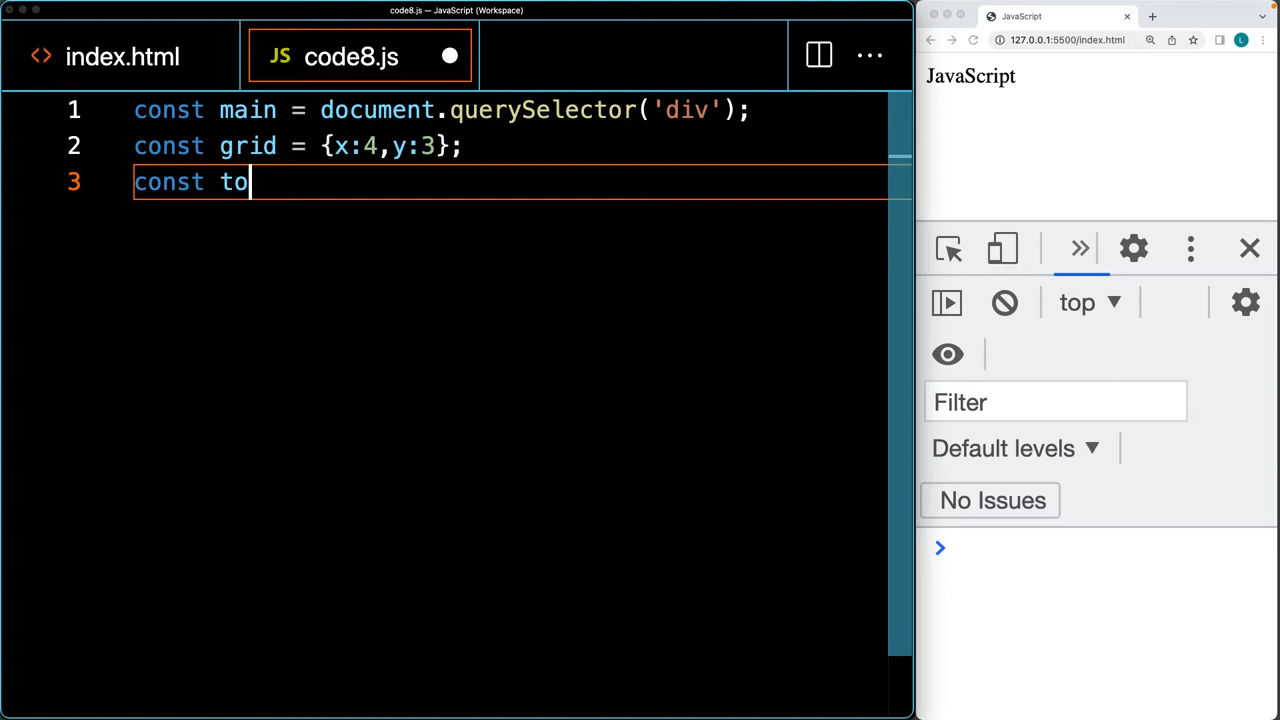 code8.js — JavaScript (Workspace)
<> index.html
JS code8.js
1 const main = document.querySelector('div');
2 const grid = {x:4,y:3};
3 const to
JavaScript
127.0.0.1:5500/index.html
L
JavaScript
top
Filter
Default levels
No Issues